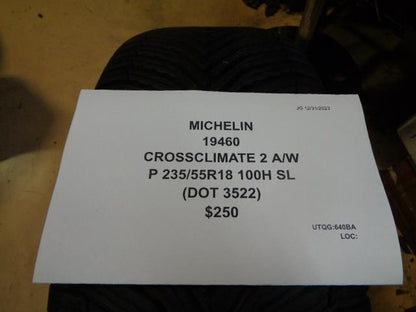 JG 12/31/2023
MICHELIN
19460
CROSSCLIMATE 2 A/W
P 235/55R18 100H SL
(DOT 3522)
$250
UTQG:640BA
LOC: